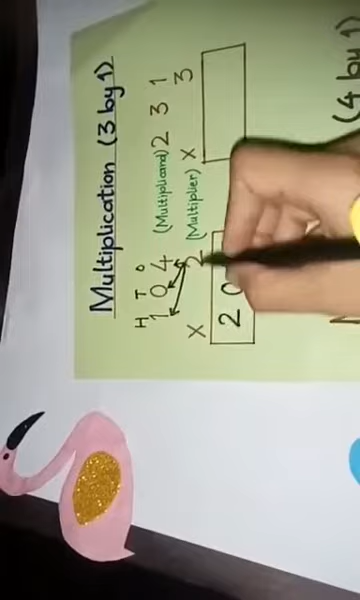 Multiplication (3 by 1)
H T O
1 0 4 (Multiplicand) 2 3 1
× 2 (Multiplier) × 3
2 0
(4 by 1)